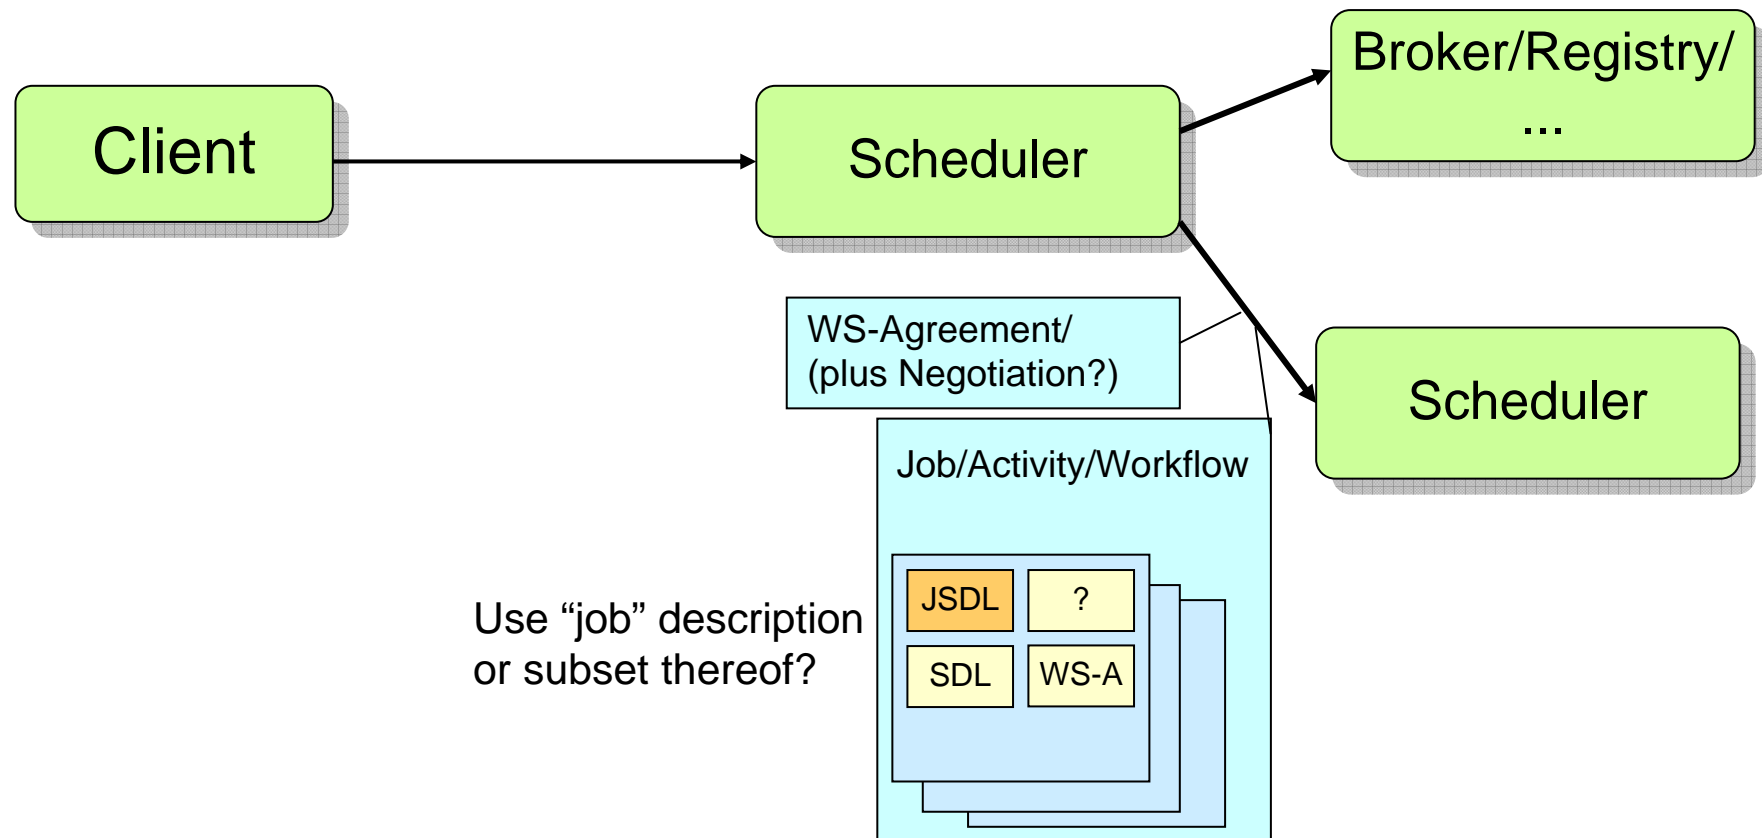 Client
Scheduler
Broker/Registry/
...
WS-Agreement/
(plus Negotiation?)
Scheduler
Job/Activity/Workflow
JSDL
?
SDL
WS-A
Use “job” description
or subset thereof?